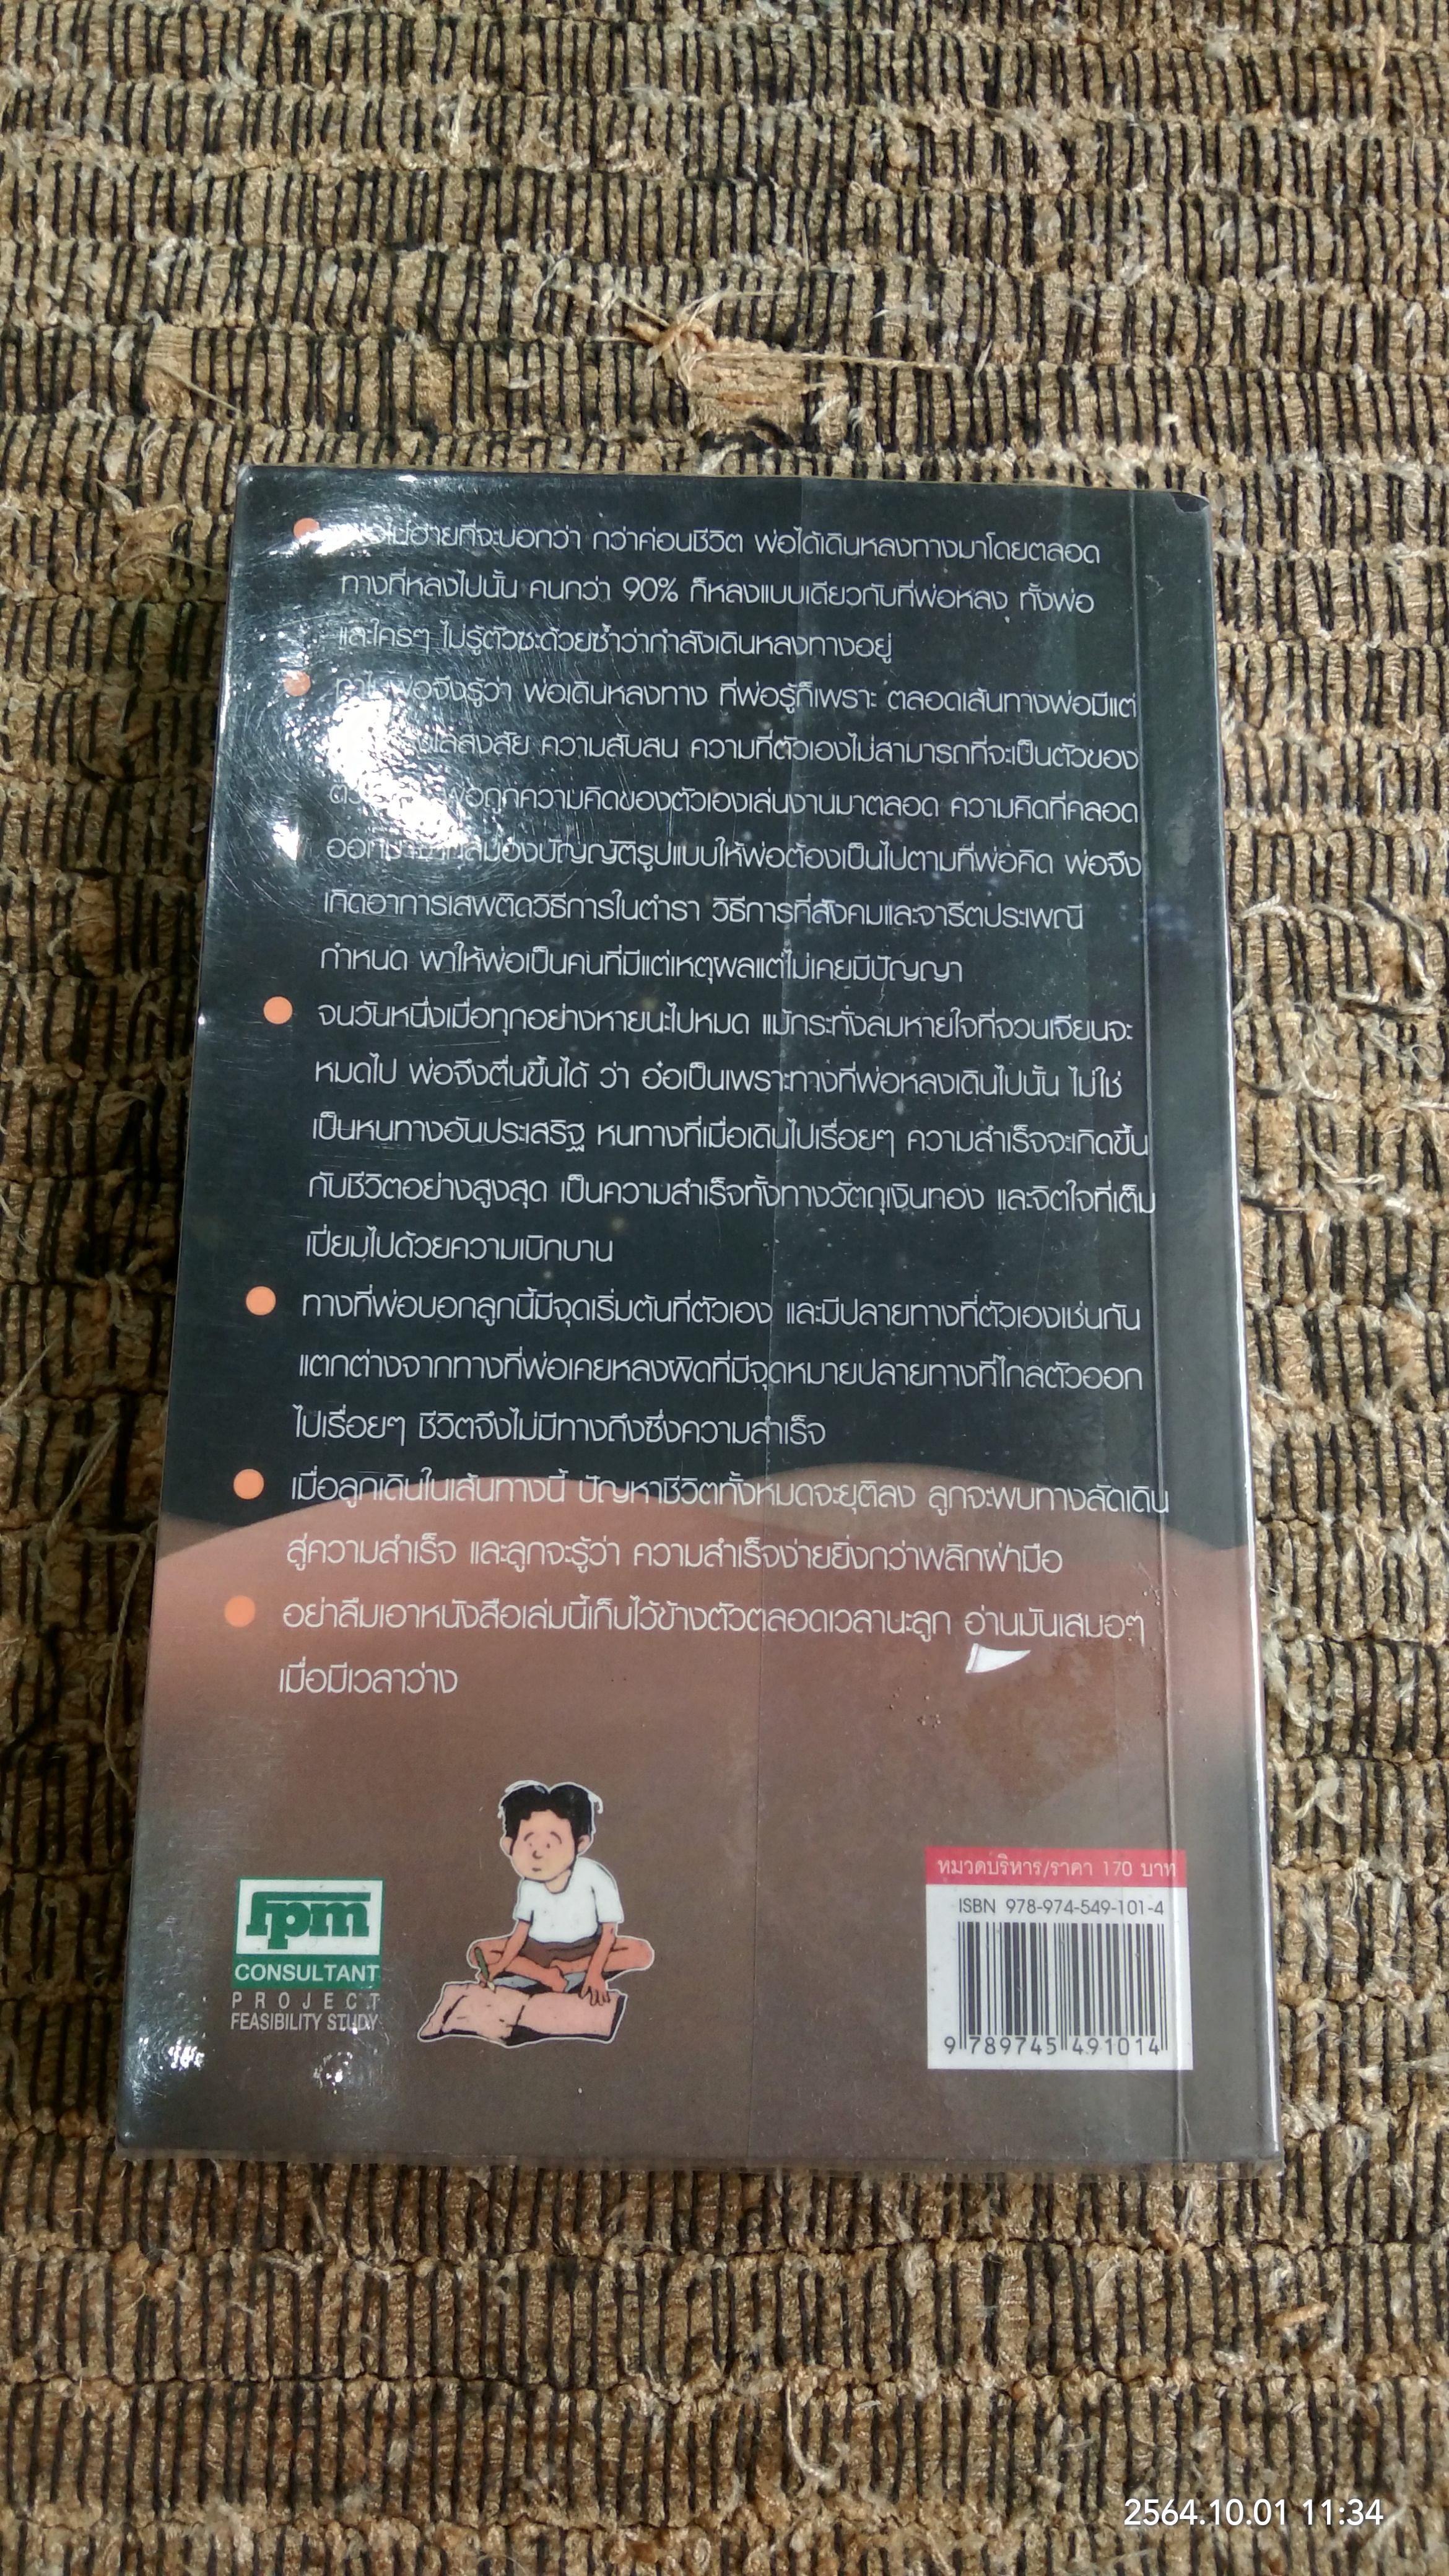 ไม่อายที่จะบอกว่า กว่าค่อนชีวิต พ่อได้เดินหลงทางมาโดยตลอด
ทางที่หลงไปนั้น คนกว่า 90% ก็หลงแบบเดียวกับที่พ่อหลง ทั้งพ่อ
และใครๆ ไม่รู้ตัวซะด้วยซ้ำว่ากำลังเดินหลงทางอยู่
พ่อจึงรู้ว่า พ่อเดินหลงทาง ที่พ่อรู้ก็เพราะ ตลอดเส้นทางพ่อมีแต่
ความสับสน ความที่ตัวเองไม่สามารถที่จะเป็นตัวของ
พ่อถูกความคิดของตัวเองเล่นงานมาตลอด ความคิดที่คลอด
บัญญัติรูปแบบให้พ่อต้องเป็นไปตามที่พ่อคิด พ่อจึง
เกิดอาการเสพติดวิธีการในตำรา วิธีการที่สังคมและจารีตประเพณี
กำหนด พาให้พ่อเป็นคนที่มีแต่เหตุผลแต่ไม่เคยมีปัญญา
จนวันหนึ่งเมื่อทุกอย่างหายนะไปหมด แม้กระทั่งลมหายใจที่จวนเจียนจะ
หมดไป พ่อจึงตื่นขึ้นได้ ว่า อ๋อเป็นเพราะทางที่พ่อหลงเดินไปนั้น ไม่ใช่
เป็นหนทางอันประเสริฐ หนทางที่เมื่อเดินไปเรื่อยๆ ความสำเร็จจะเกิดขึ้น
กับชีวิตอย่างสูงสุด เป็นความสำเร็จทั้งทางวัตถุเงินทอง และจิตใจที่เต็ม
เปี่ยมไปด้วยความเบิกบาน
ทางที่พ่อบอกลูกนี้มีจุดเริ่มต้นที่ตัวเอง และมีปลายทางที่ตัวเองเช่นกัน
แตกต่างจากทางที่พ่อเคยหลงผิดที่มีจุดหมายปลายทางที่ไกลตัวออก
ไปเรื่อยๆ ชีวิตจึงไม่มีทางถึงซึ่งความสำเร็จ
เมื่อลูกเดินในเส้นทางนี้ ปัญหาชีวิตทั้งหมดจะยุติลง ลูกจะพบทางลัดเดิน
สู่ความสำเร็จ และลูกจะรู้ว่า ความสำเร็จง่ายยิ่งกว่าพลิกฝ่ามือ
อย่าลืมเอาหนังสือเล่มนี้เก็บไว้ข้างตัวตลอดเวลานะลูก อ่านมันเสมอๆ
เมื่อมีเวลาว่าง
fpm
CONSULTANT
PROJECT
FEASIBILITY STUDY
หมวดบริหาร/ราคา 170 บาท
ISBN 978-974-549-101-4
9 789745 491014
2564.10.01 11:34